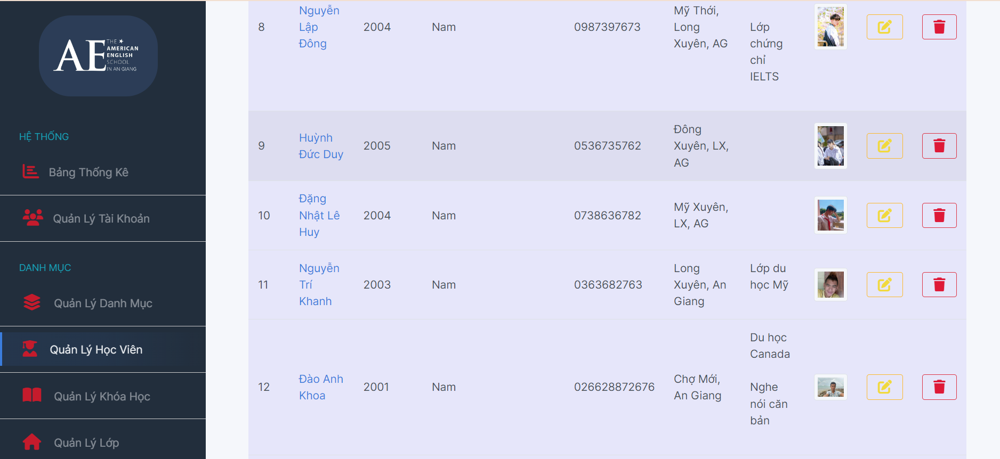 THE
AMERICAN
ENGLISH
SCHOOL
IN AN GIANG
AE
HỆ THỐNG
Bảng Thống Kê
Quản Lý Tài Khoản
DANH MỤC
Quản Lý Danh Mục
Quản Lý Học Viên
Quản Lý Khóa Học
Quản Lý Lớp
8
Nguyễn
Lập
Đông
2004
Nam
0987397673
Mỹ Thới,
Long
Xuyên, AG
Lớp
chứng
chỉ
IELTS
9
Huỳnh
Đức Duy
2005
Nam
0536735762
Đông
Xuyên, LX,
AG
10
Đặng
Nhật Lê
Huy
2004
Nam
0738636782
Mỹ Xuyên,
LX, AG
11
Nguyễn
Trí
Khanh
2003
Nam
0363682763
Long
Xuyên, An
Giang
Lớp du
học Mỹ
12
Đào Anh
Khoa
2001
Nam
026628872676
Chợ Mới,
An Giang
Du học
Canada
Nghe
nói căn
bản